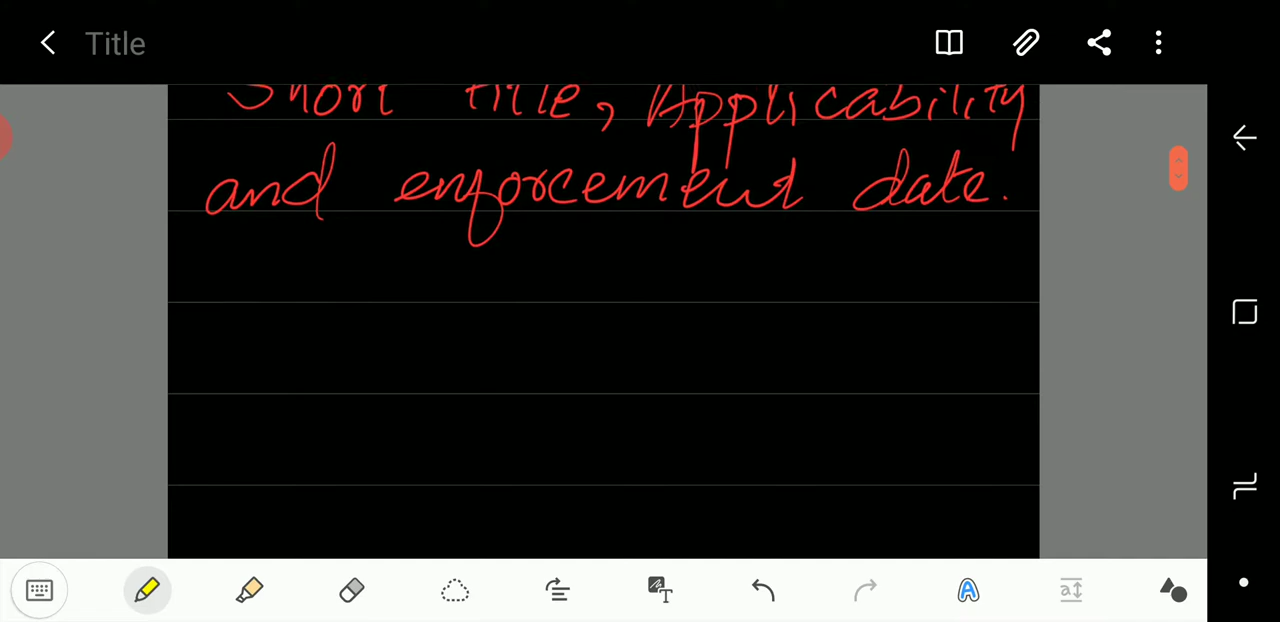 Title
Short title, Applicability
and enforcement date.